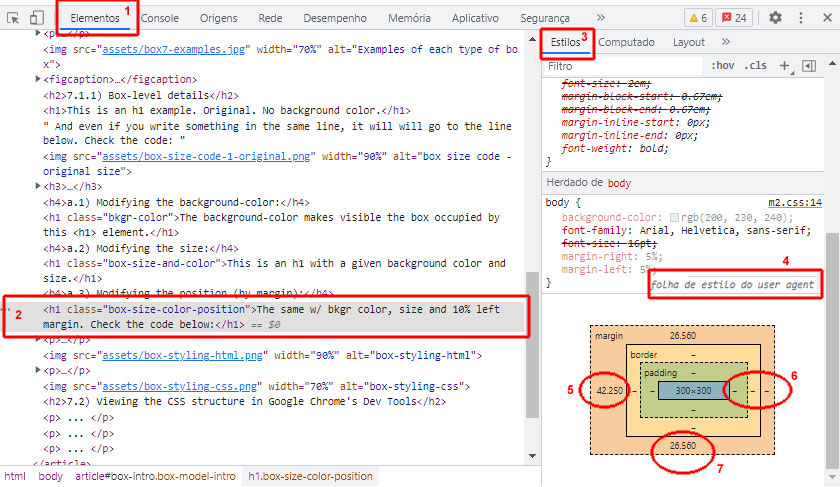 Elementos 1 Console Origens Rede Desempenho Memória Aplicativo Segurança » 6 24
<p>…</p>
<img src="assets/box7-examples.jpg" width="70%" alt="Examples of each type of bo
x">
<figcaption>…</figcaption>
<h2>7.1.1) Box-level details</h2>
<h1>This is an h1 example. Original. No background color.</h1>
" And even if you write something in the same line, it will will go to the line
below. Check the code: "
<img src="assets/box-size-code-1-original.png" width="90%" alt="box size code -
original size">
<h3>…</h3>
<h4>a.1) Modifying the background-color:</h4>
<h1 class="bkgr-color">The background-color makes visible the box occupied by
this <h1> element.</h1>
<h4>a.2) Modifying the size:</h4>
<h1 class="box-size-and-color">This is an h1 with a given background color and
size.</h1>
<h4>a.3) Modifying the position (by margin):</h4>
2 <h1 class="box-size-color-position">The same w/ bkgr color, size and 10% left
margin. Check the code below:</h1> == $0
<p>…</p>
<img src="assets/box-styling-html.png" width="90%" alt="box-styling-html">
<p>…</p>
<img src="assets/box-styling-css.png" width="70%" alt="box-styling-css">
<h2>7.2) Viewing the CSS structure in Google Chrome's Dev Tools</h2>
<p> ... </p>
<p> ... </p>
<p> ... </p>
</article>
html body article#box-intro.box-model-intro h1.box-size-color-position
Estilos 3 Computado Layout »
Filtro :hov .cls +
font-size: 2em;
margin-block-start: 0.67em;
margin-block-end: 0.67em;
margin-inline-start: 0px;
margin-inline-end: 0px;
font-weight: bold;
}
Herdado de body
body { m2.css:14
background-color: rgb(200, 230, 240);
font-family: Arial, Helvetica, sans-serif;
font-size: 16pt;
margin-right: 5%;
margin-left: 5%;
}
4
folha de estilo do user agent
margin 26.560
border –
padding –
5 42.250 – – 300×300 – – – 6
–
–
26.560
7